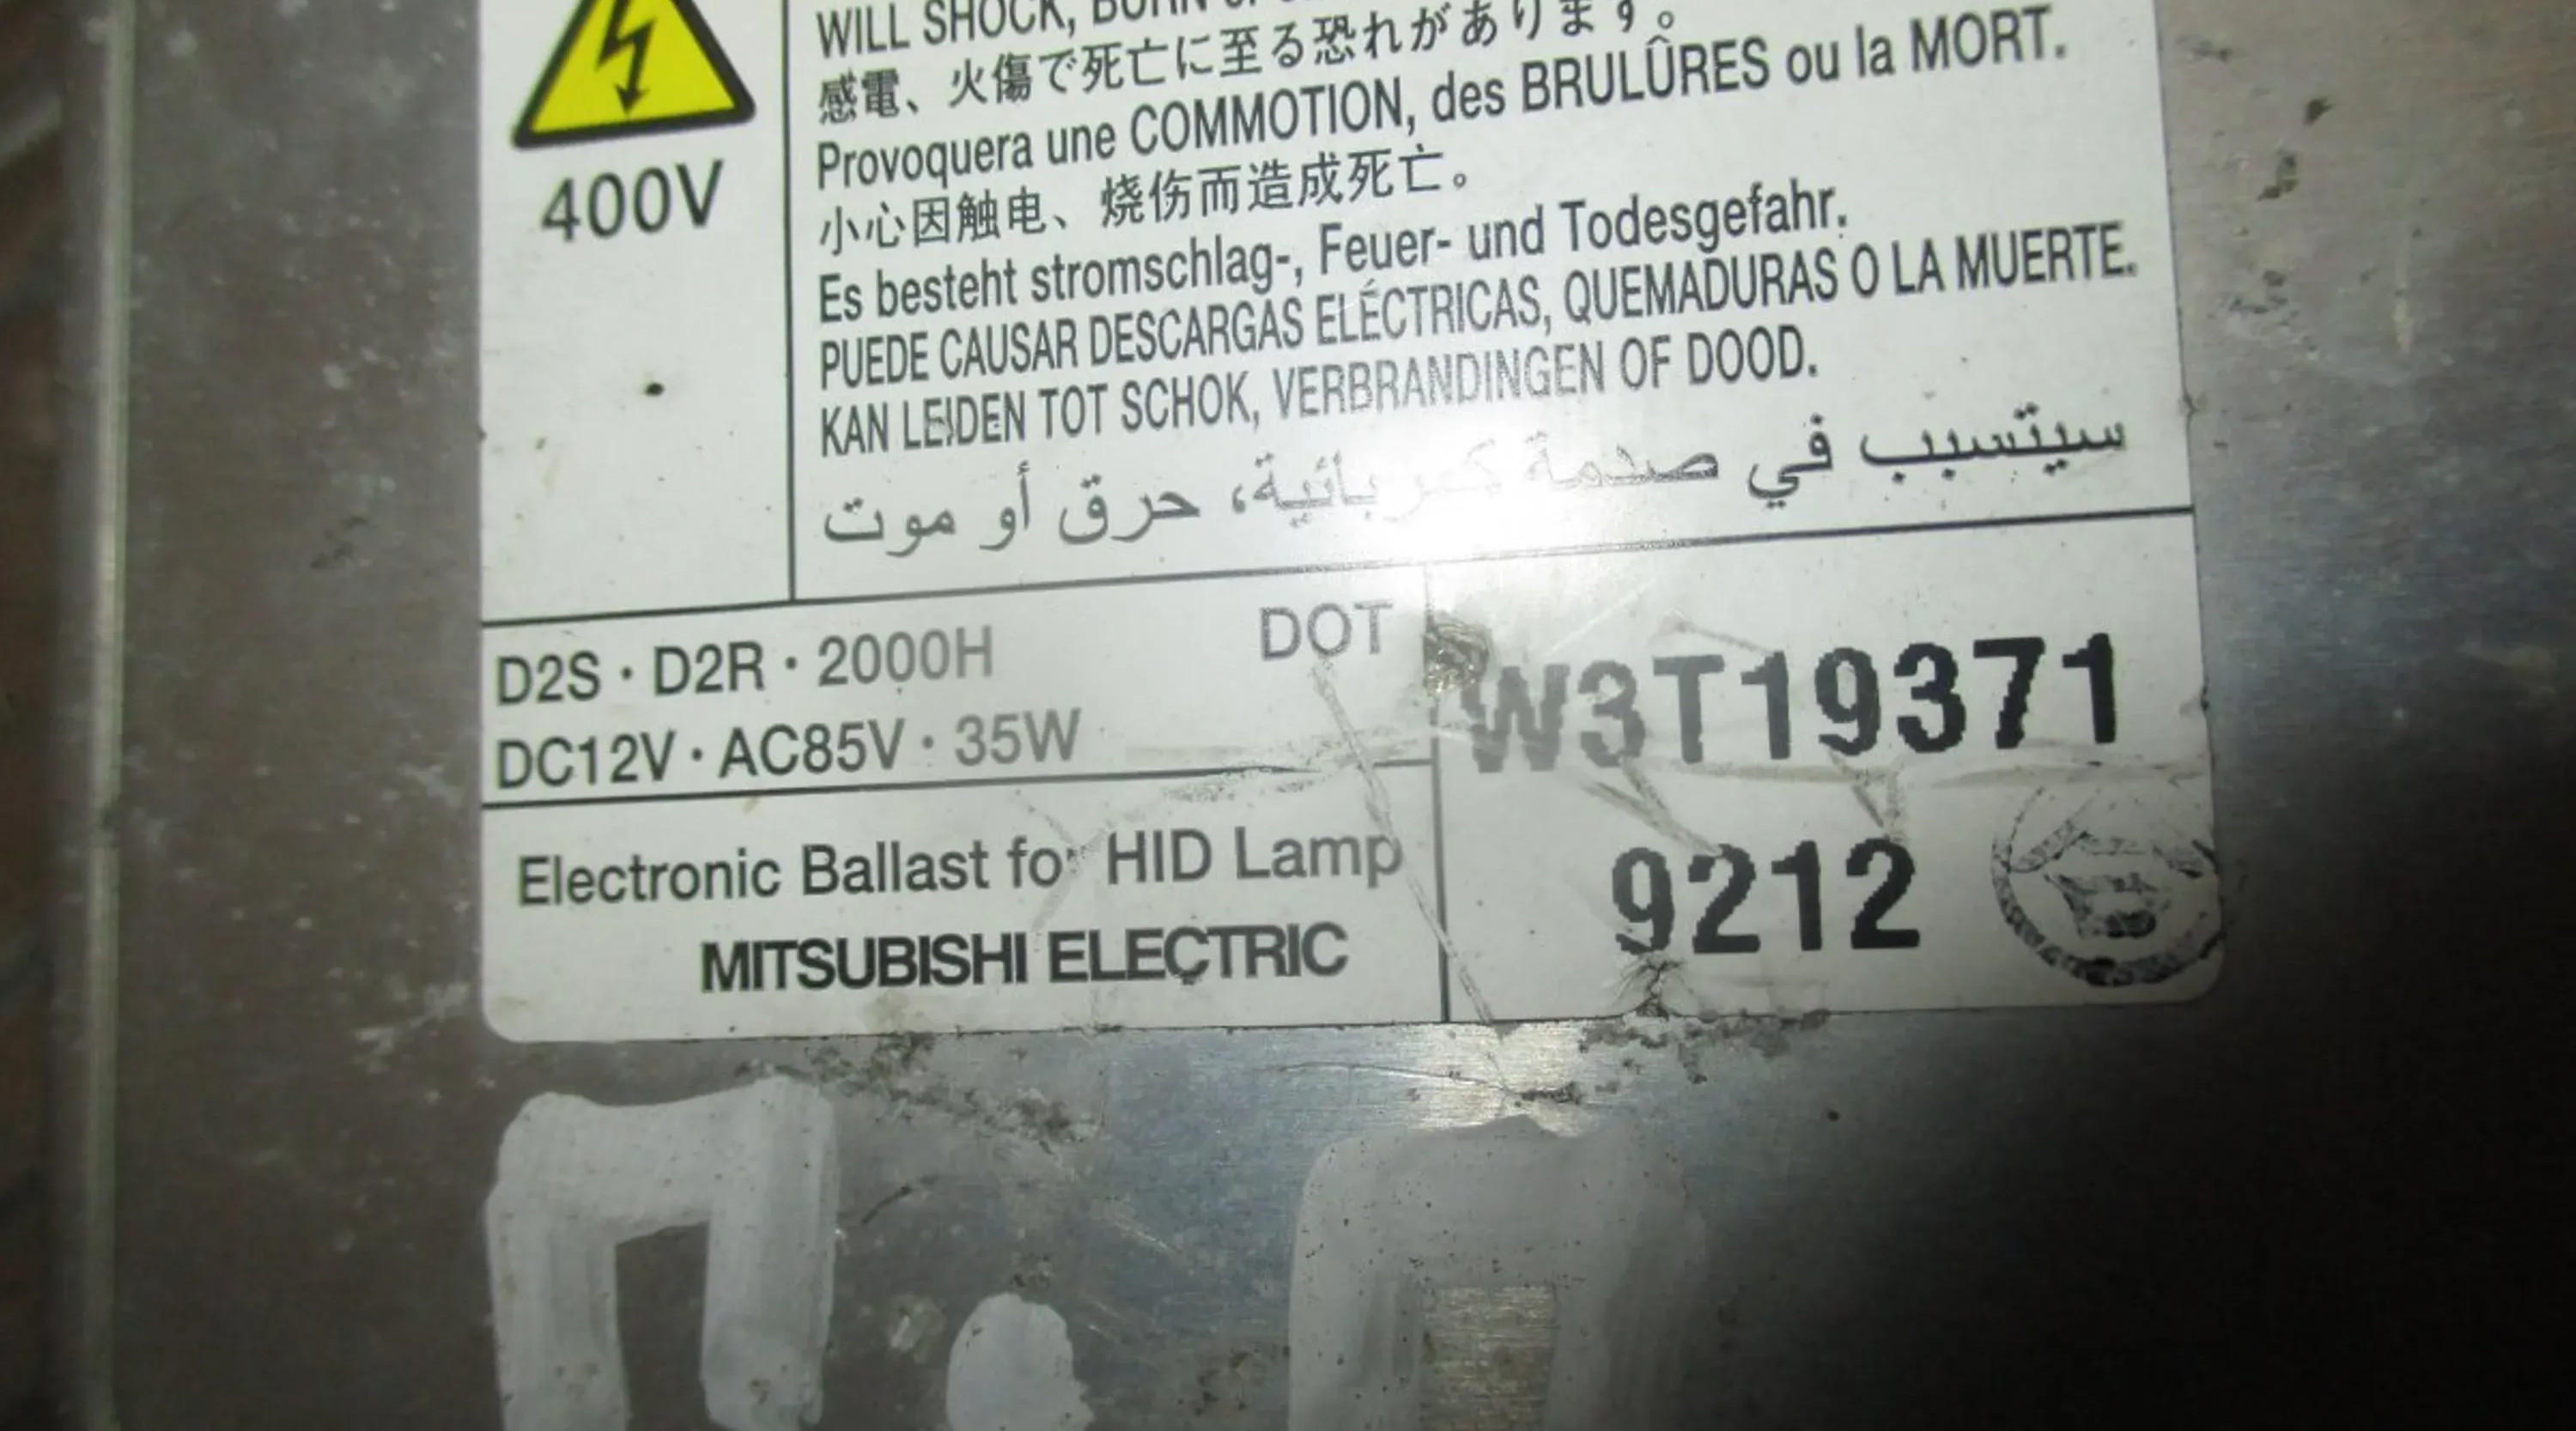 WILL SHOCK, BURN
感電、火傷で死亡に至る恐れがあります。
Provoquera une COMMOTION, des BRULÛRES ou la MORT.
小心因触电、烧伤而造成死亡。
Es besteht stromschlag-, Feuer- und Todesgefahr.
PUEDE CAUSAR DESCARGAS ELÉCTRICAS, QUEMADURAS O LA MUERTE.
KAN LEIDEN TOT SCHOK, VERBRANDINGEN OF DOOD.
سيتسبب في صدمة كهربائية، حرق أو موت
400V
D2S · D2R · 2000H DOT
DC12V · AC85V · 35W
Electronic Ballast for HID Lamp
MITSUBISHI ELECTRIC
W3T19371
9212
П.П